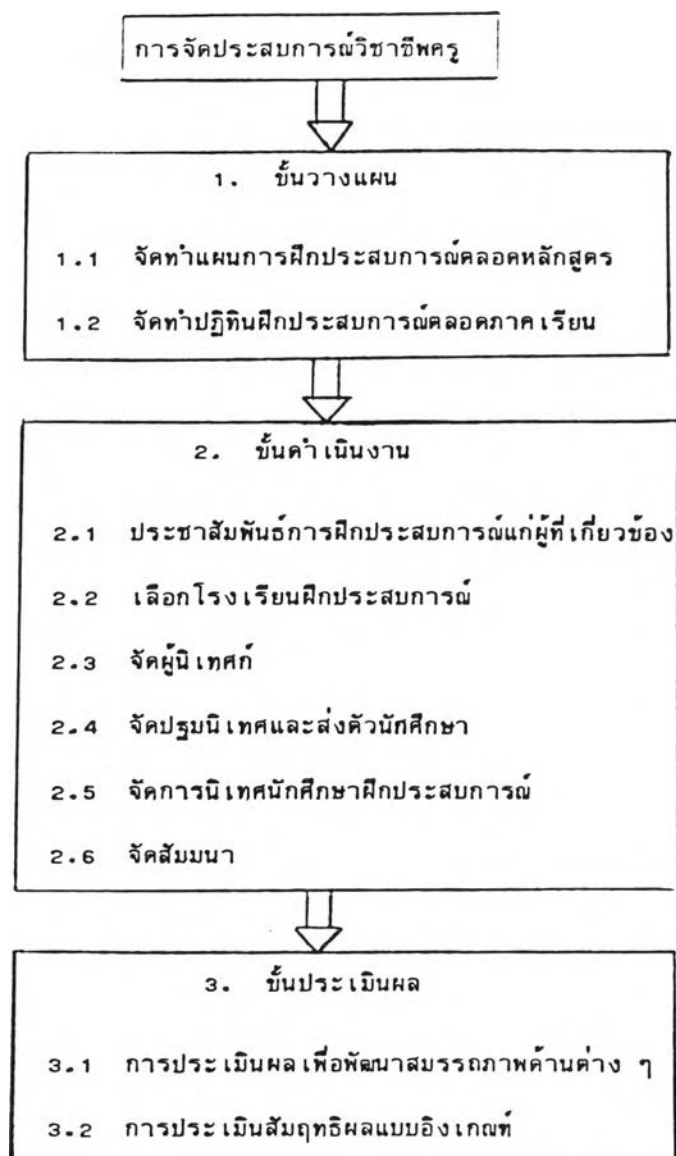 การจัดประสบการณ์วิชาชีพครู
1. ขั้นวางแผน
1.1 จัดทำแผนการฝึกประสบการณ์ตลอดหลักสูตร
1.2 จัดทำปฏิทินฝึกประสบการณ์ตลอดภาคเรียน
2. ขั้นดำเนินงาน
2.1 ประชาสัมพันธ์การฝึกประสบการณ์แก่ผู้ที่เกี่ยวข้อง
2.2 เลือกโรงเรียนฝึกประสบการณ์
2.3 จัดผู้นิเทศก์
2.4 จัดปฐมนิเทศและส่งตัวนักศึกษา
2.5 จัดการนิเทศนักศึกษาฝึกประสบการณ์
2.6 จัดสัมมนา
3. ขั้นประเมินผล
3.1 การประเมินผลเพื่อพัฒนาสมรรถภาพด้านต่าง ๆ
3.2 การประเมินสัมฤทธิผลแบบอิงเกณฑ์